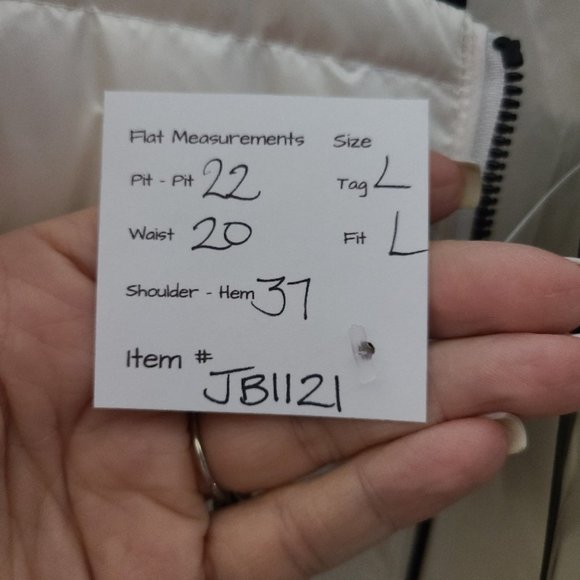 Flat Measurements Size
Pit - Pit 22 Tag L
Waist 20 Fit L
Shoulder - Hem 37
Item # JB1121